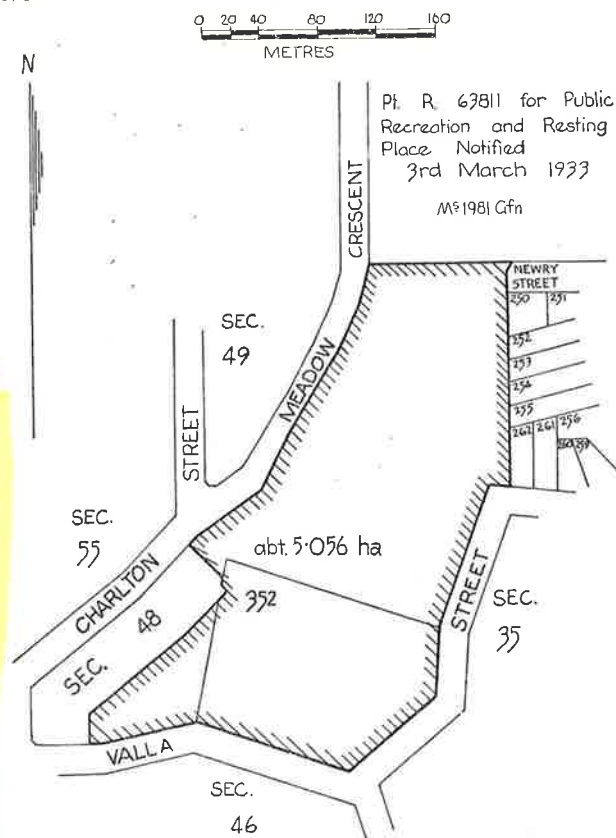 0 20 40 80 120 160
METRES
N
Pt. R. 63811 for Public
Recreation and Resting
Place Notified
3rd March 1933
Ms 1981 Gfn
CRESCENT
NEWRY
STREET
250 251
SEC.
49
252
MEADOW
253
254
STREET
255
262 261 256
SEC.
55
abt. 5·056 ha
CHARLTON
352
STREET
SEC.
35
SEC. 48
VALLA
SEC.
46